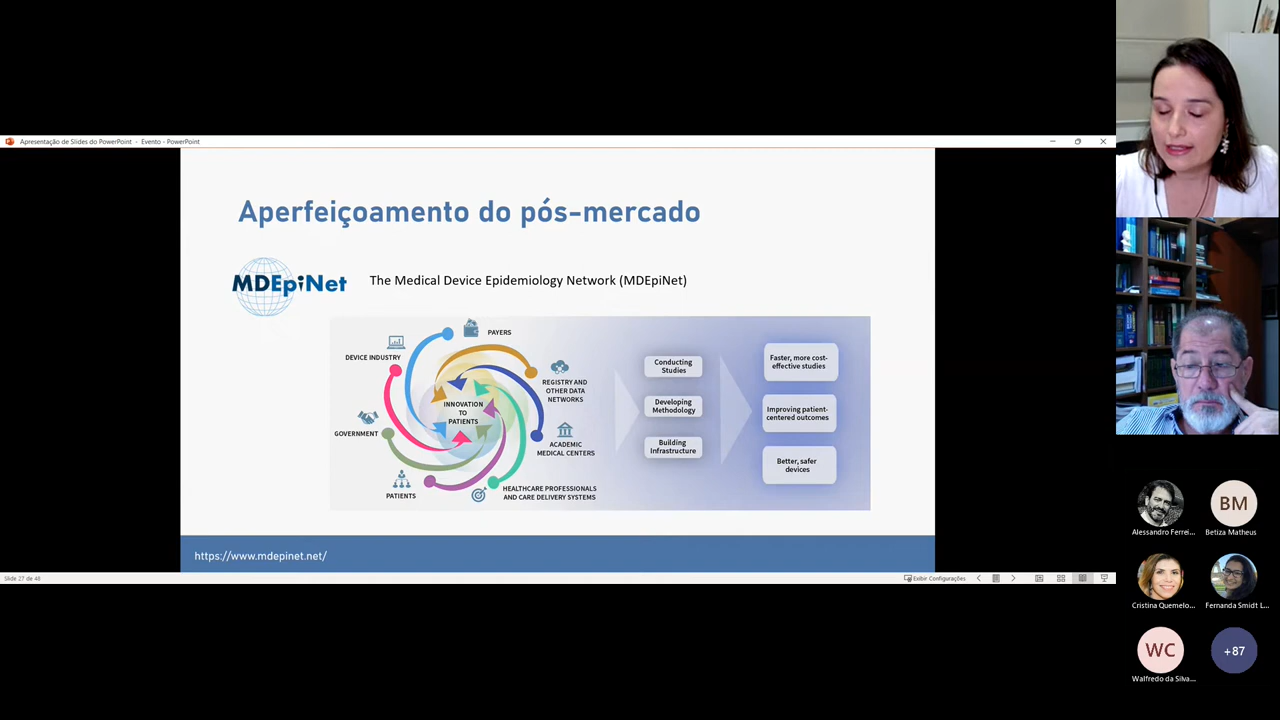 Apresentação de Slides do PowerPoint - Evento - PowerPoint
Aperfeiçoamento do pós-mercado
MDEpiNet
The Medical Device Epidemiology Network (MDEpiNet)
PAYERS
DEVICE INDUSTRY
REGISTRY AND
OTHER DATA
NETWORKS
INNOVATION
TO
PATIENTS
GOVERNMENT
ACADEMIC
MEDICAL CENTERS
PATIENTS
HEALTHCARE PROFESSIONALS
AND CARE DELIVERY SYSTEMS
Conducting
Studies
Developing
Methodology
Building
Infrastructure
Faster, more cost-
effective studies
Improving patient-
centered outcomes
Better, safer
devices
https://www.mdepinet.net/
Slide 27 de 48
Exibir Configurações
BM
Alessandro Ferrei...
Betiza Matheus
Cristina Quemelo...
Fernanda Smidt L...
WC
+87
Walfredo da Silva...